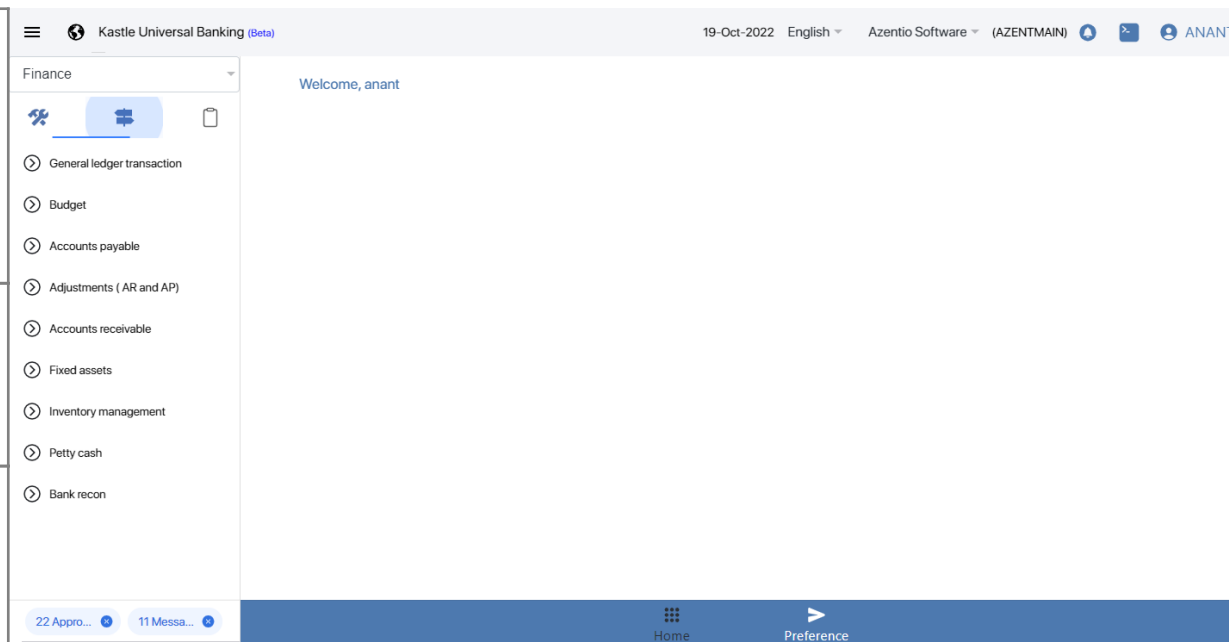 Kastle Universal Banking (Beta)
19-Oct-2022 English Azentio Software (AZENTMAIN) ANANT
Finance
Welcome, anant
General ledger transaction
Budget
Accounts payable
Adjustments ( AR and AP)
Accounts receivable
Fixed assets
Inventory management
Petty cash
Bank recon
22 Appro... 11 Messa...
Home Preference